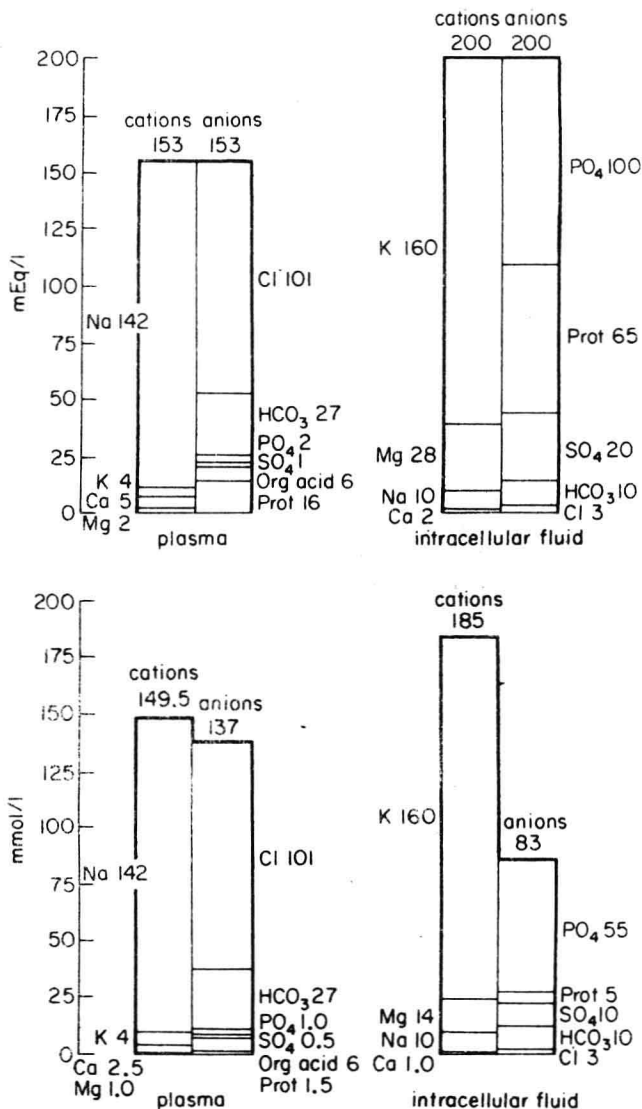 cations anions
200 200
200
175
150
125
100
75
50
25
0
mEq/l
cations anions
153 153
Na 142
K 4
Ca 5
Mg 2
Cl 101
HCO₃ 27
PO₄ 2
SO₄ 1
Org acid 6
Prot 16
plasma
K 160
Mg 28
Na 10
Ca 2
PO₄ 100
Prot 65
SO₄ 20
HCO₃ 10
Cl 3
intracellular fluid
200
175
150
125
100
75
50
25
0
mmol/l
cations
149.5
anions
137
Na 142
K 4
Ca 2.5
Mg 1.0
Cl 101
HCO₃ 27
PO₄ 1.0
SO₄ 0.5
Org acid 6
Prot 1.5
plasma
cations
185
anions
83
K 160
Mg 14
Na 10
Ca 1.0
PO₄ 55
Prot 5
SO₄ 10
HCO₃ 10
Cl 3
intracellular fluid